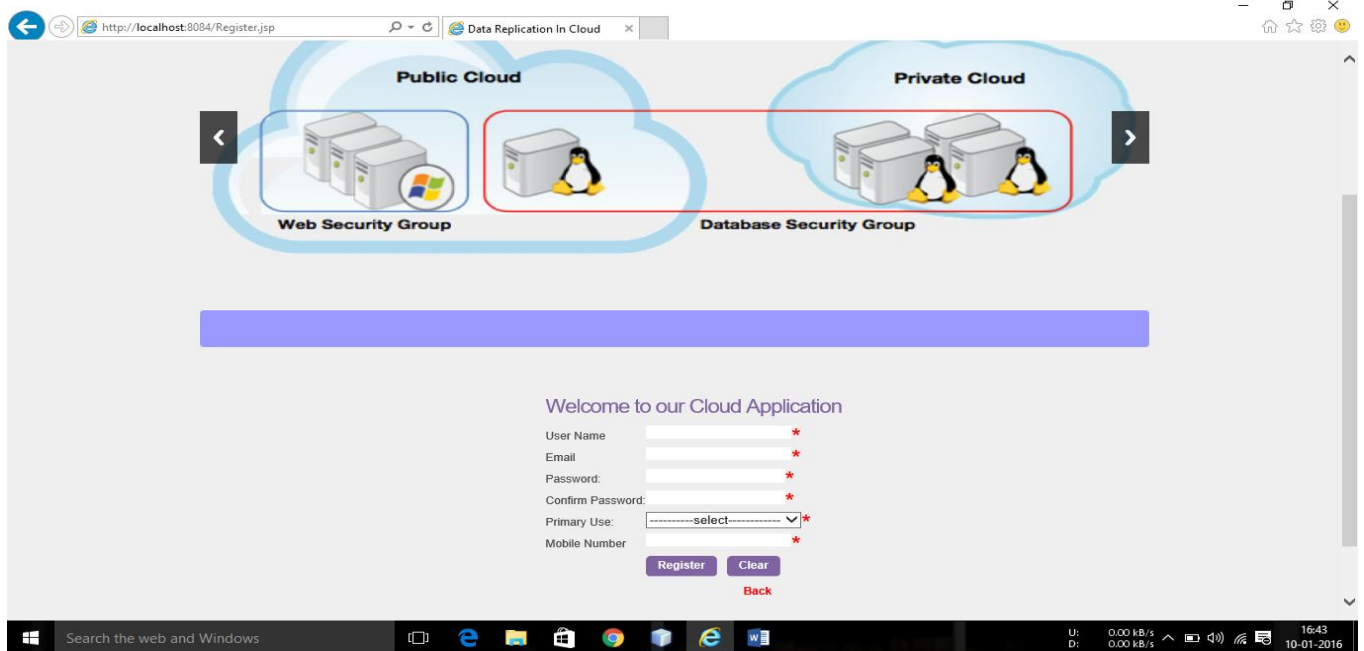 http://localhost:8084/Register.jsp
Data Replication In Cloud
Public Cloud
Private Cloud
Web Security Group
Database Security Group
Welcome to our Cloud Application
User Name *
Email *
Password: *
Confirm Password: *
Primary Use: ----------select------------ *
Mobile Number *
Register Clear
Back
Search the web and Windows
U: 0.00 kB/s
D: 0.00 kB/s
16:43
10-01-2016